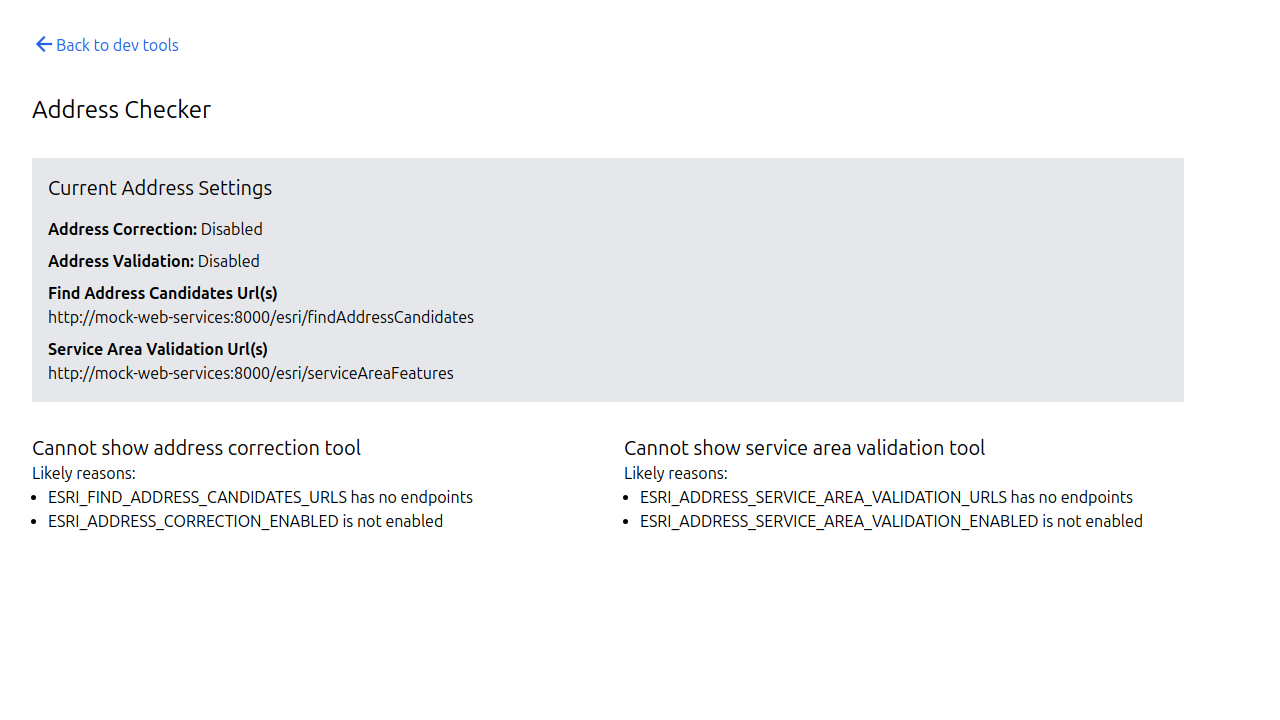 Back to dev tools
Address Checker
Current Address Settings
Address Correction: Disabled
Address Validation: Disabled
Find Address Candidates Url(s)
http://mock-web-services:8000/esri/findAddressCandidates
Service Area Validation Url(s)
http://mock-web-services:8000/esri/serviceAreaFeatures
Cannot show address correction tool
Likely reasons:
• ESRI_FIND_ADDRESS_CANDIDATES_URLS has no endpoints
• ESRI_ADDRESS_CORRECTION_ENABLED is not enabled
Cannot show service area validation tool
Likely reasons:
• ESRI_ADDRESS_SERVICE_AREA_VALIDATION_URLS has no endpoints
• ESRI_ADDRESS_SERVICE_AREA_VALIDATION_ENABLED is not enabled